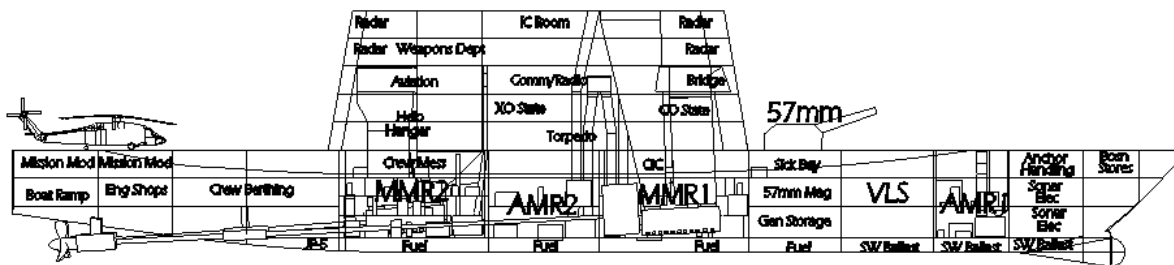 Radar IC Room Radar
Radar Weapons Dept Radar
Aviation Comm/Radio Bridge
Helo XO State CO State 57mm
Hanger Torpedo
Mission Mod Mission Mod Crew Mess CIC Sick Bay Anchor Bosn
Handling Stores
Boat Ramp Eng Shops Crew Berthing MMR2 AMR2 MMR1 57mm Mag VLS AMR1 Sonar
Elec
Gen Storage Sonar
Elec
JP-5 Fuel Fuel Fuel Fuel SW Ballast SW Ballast SW Ballast